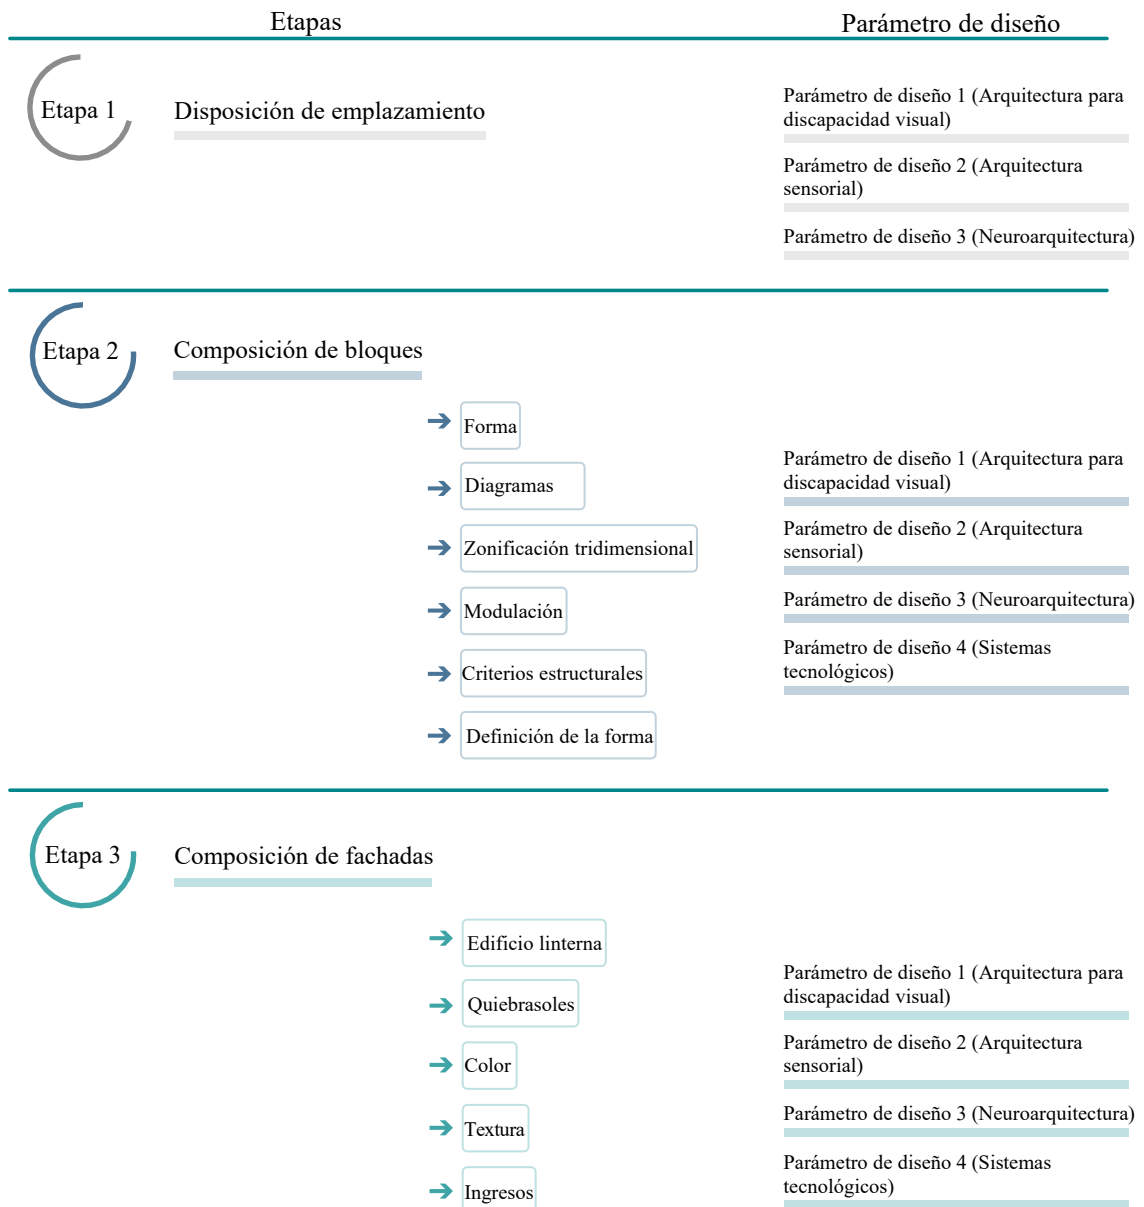 Etapas
Parámetro de diseño
Etapa 1
Disposición de emplazamiento
Parámetro de diseño 1 (Arquitectura para
discapacidad visual)
Parámetro de diseño 2 (Arquitectura
sensorial)
Parámetro de diseño 3 (Neuroarquitectura)
Etapa 2
Composición de bloques
Forma
Diagramas
Zonificación tridimensional
Modulación
Criterios estructurales
Definición de la forma
Parámetro de diseño 1 (Arquitectura para
discapacidad visual)
Parámetro de diseño 2 (Arquitectura
sensorial)
Parámetro de diseño 3 (Neuroarquitectura)
Parámetro de diseño 4 (Sistemas
tecnológicos)
Etapa 3
Composición de fachadas
Edificio linterna
Quiebrasoles
Color
Textura
Ingresos
Parámetro de diseño 1 (Arquitectura para
discapacidad visual)
Parámetro de diseño 2 (Arquitectura
sensorial)
Parámetro de diseño 3 (Neuroarquitectura)
Parámetro de diseño 4 (Sistemas
tecnológicos)